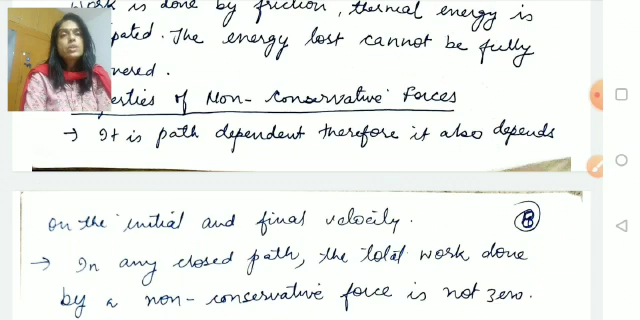 Work is done by friction, thermal energy is
pated. The energy lost cannot be fully
vered.
erties of Non-Conservative Forces
→ It is path dependent therefore it also depends
on the initial and final velocity. 8
→ In any closed path, the total work done
by a non-conservative force is not zero.